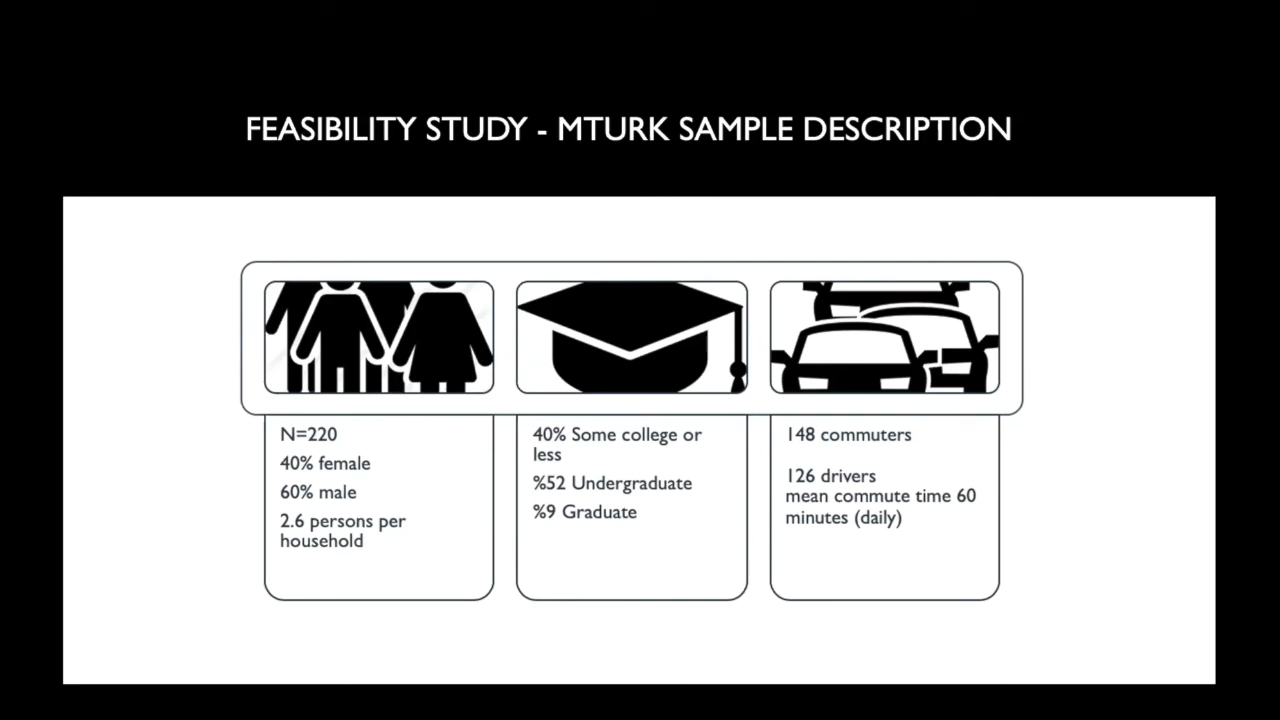 FEASIBILITY STUDY - MTURK SAMPLE DESCRIPTION
N=220
40% female
60% male
2.6 persons per
household
40% Some college or
less
%52 Undergraduate
%9 Graduate
148 commuters
126 drivers
mean commute time 60
minutes (daily)